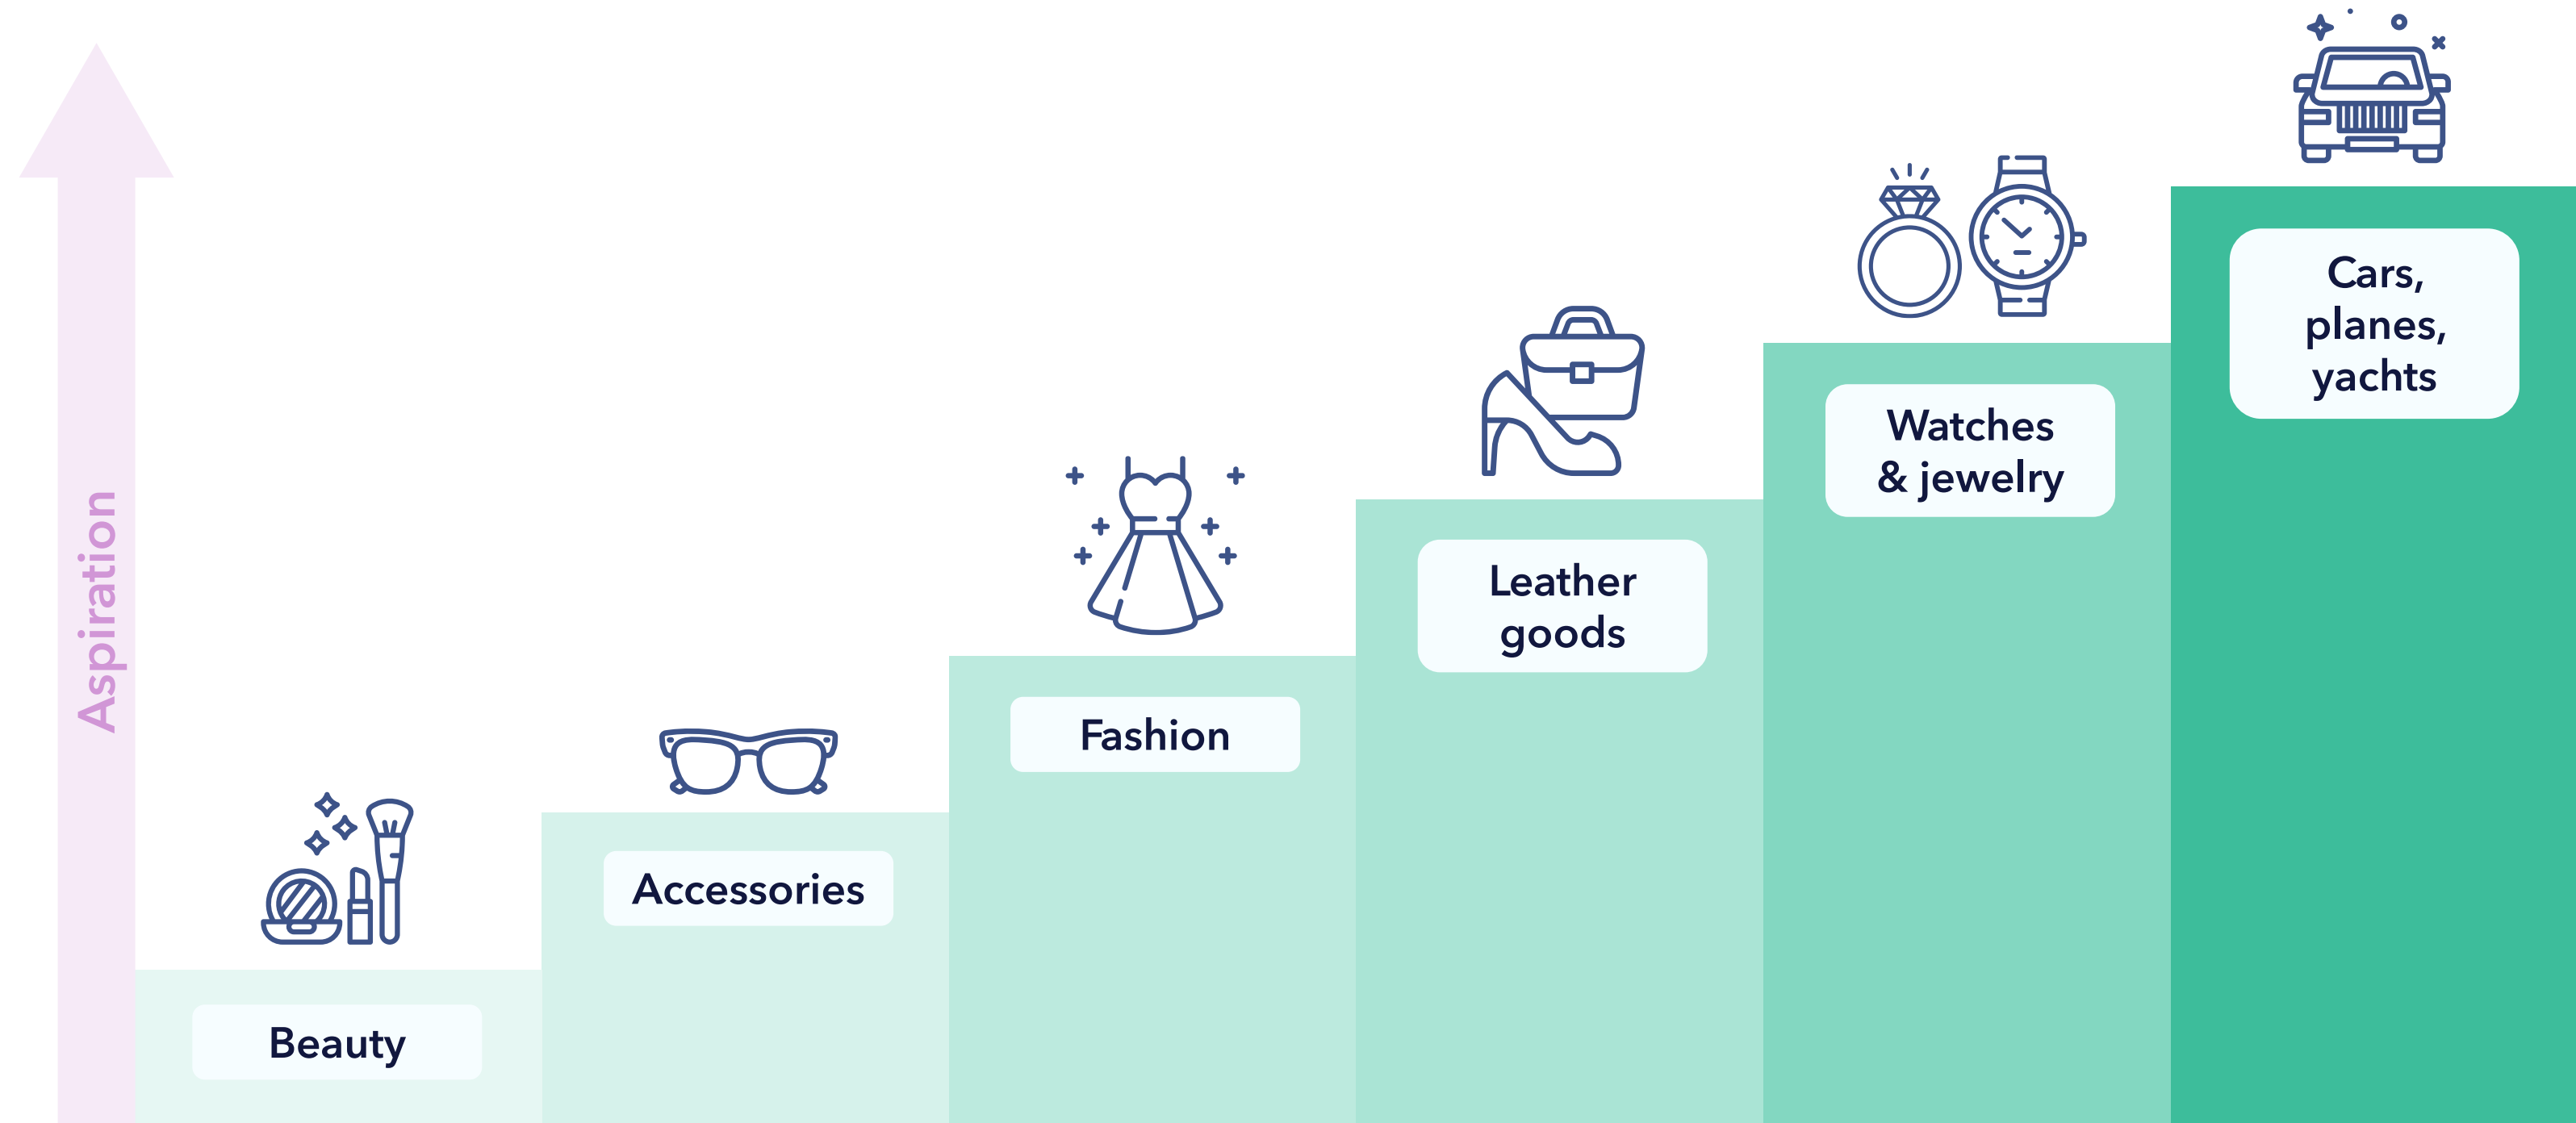 Aspiration
Beauty
Accessories
Fashion
Leather
goods
Watches
& jewelry
Cars,
planes,
yachts